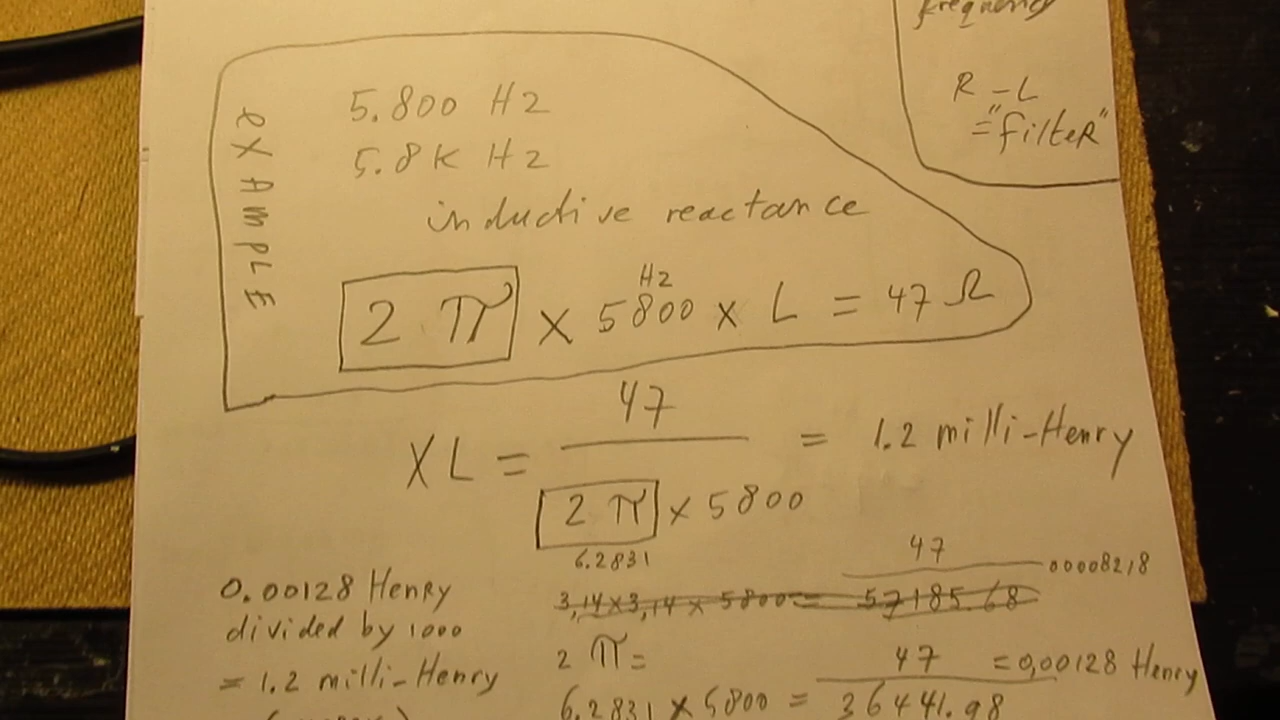 frequency
R - L
= "filteR"
eXAmpLE
5.800 Hz
5.8K Hz
inductive reactance
Hz
2 π × 5800 × L = 47 Ω
47
XL = = 1.2 milli-Henry
2 π × 5800
6.2831
47
00008218
3,14×3,14 × 5800 = 57185.68
0.00128 Henry
divided by 1000
= 1.2 milli-Henry
2 π =
47 = 0,00128 Henry
6.2831 × 5800 = 36441.98